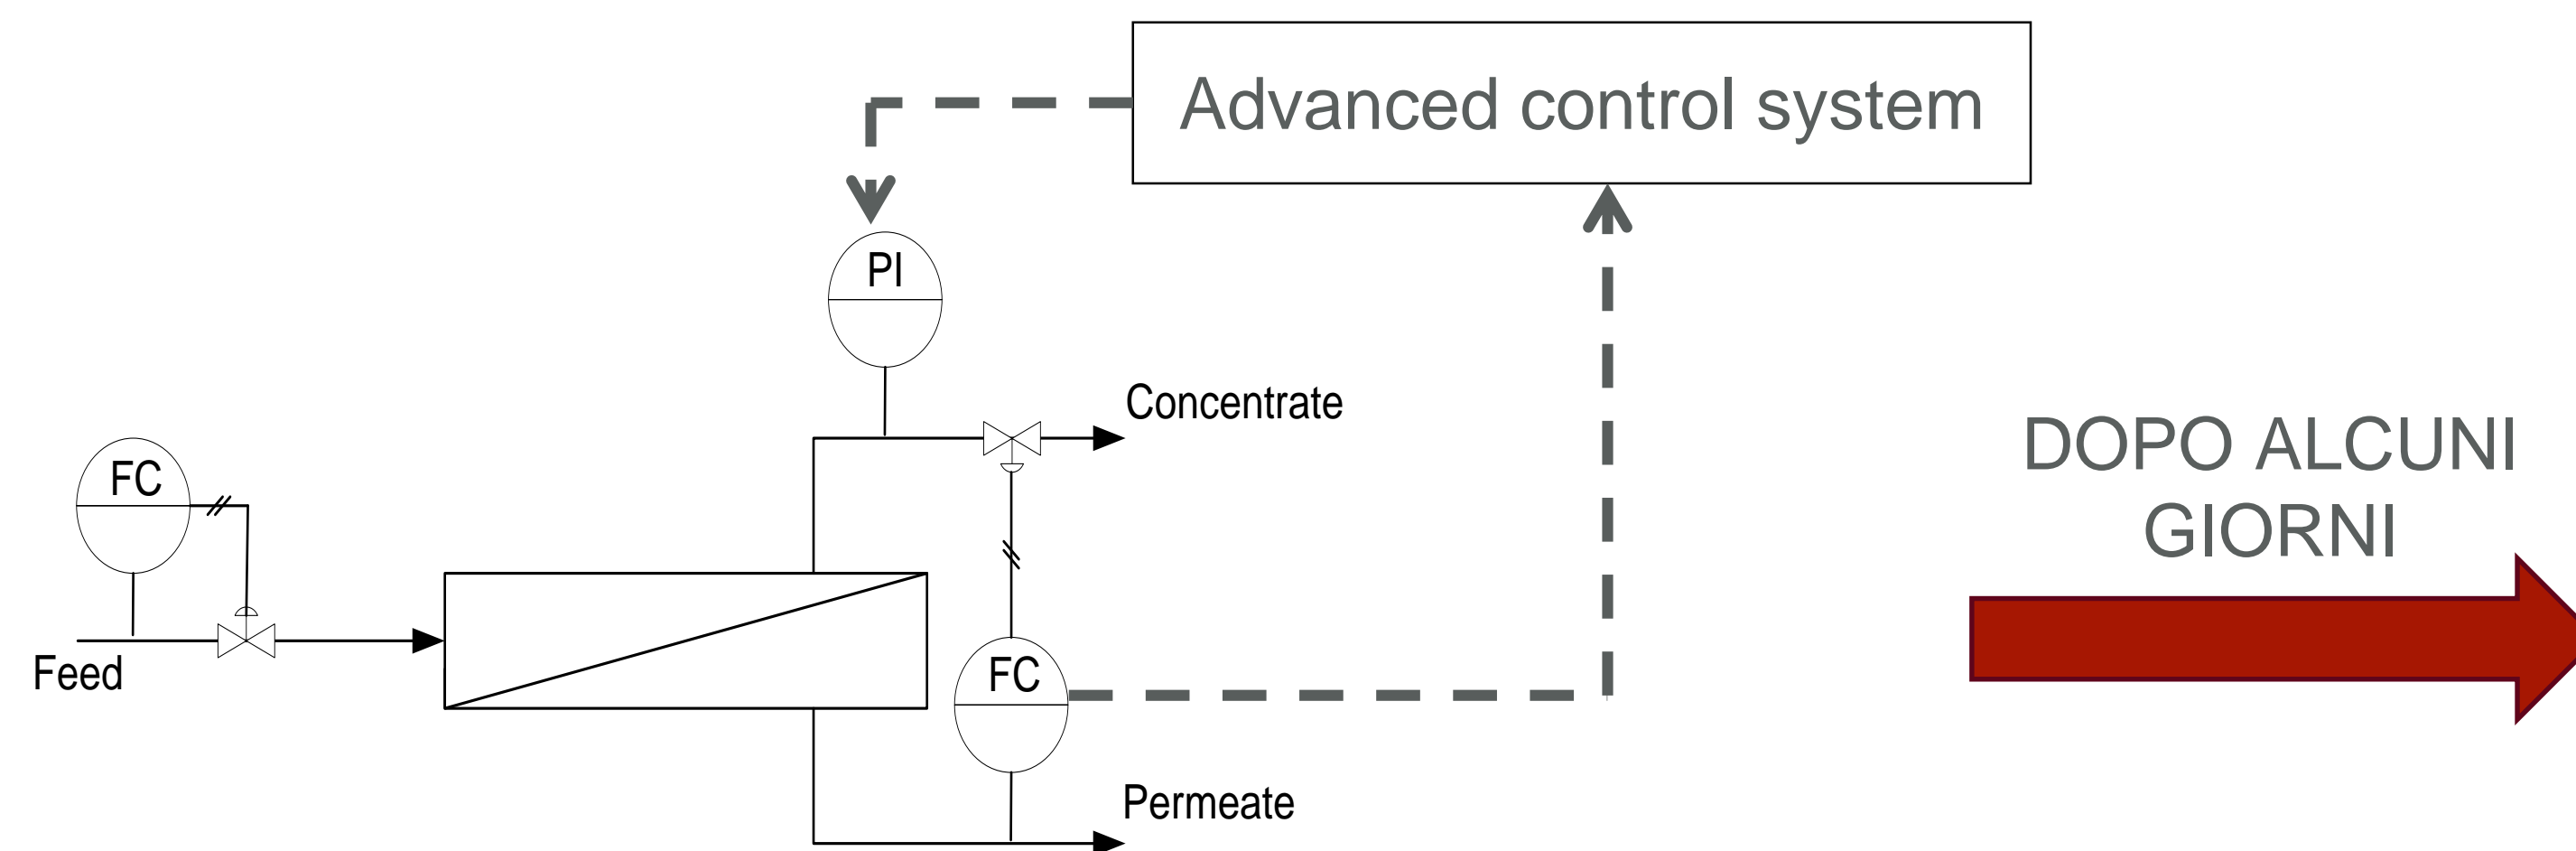 Advanced control system
PI
Concentrate
FC
DOPO ALCUNI
GIORNI
Feed
FC
Permeate